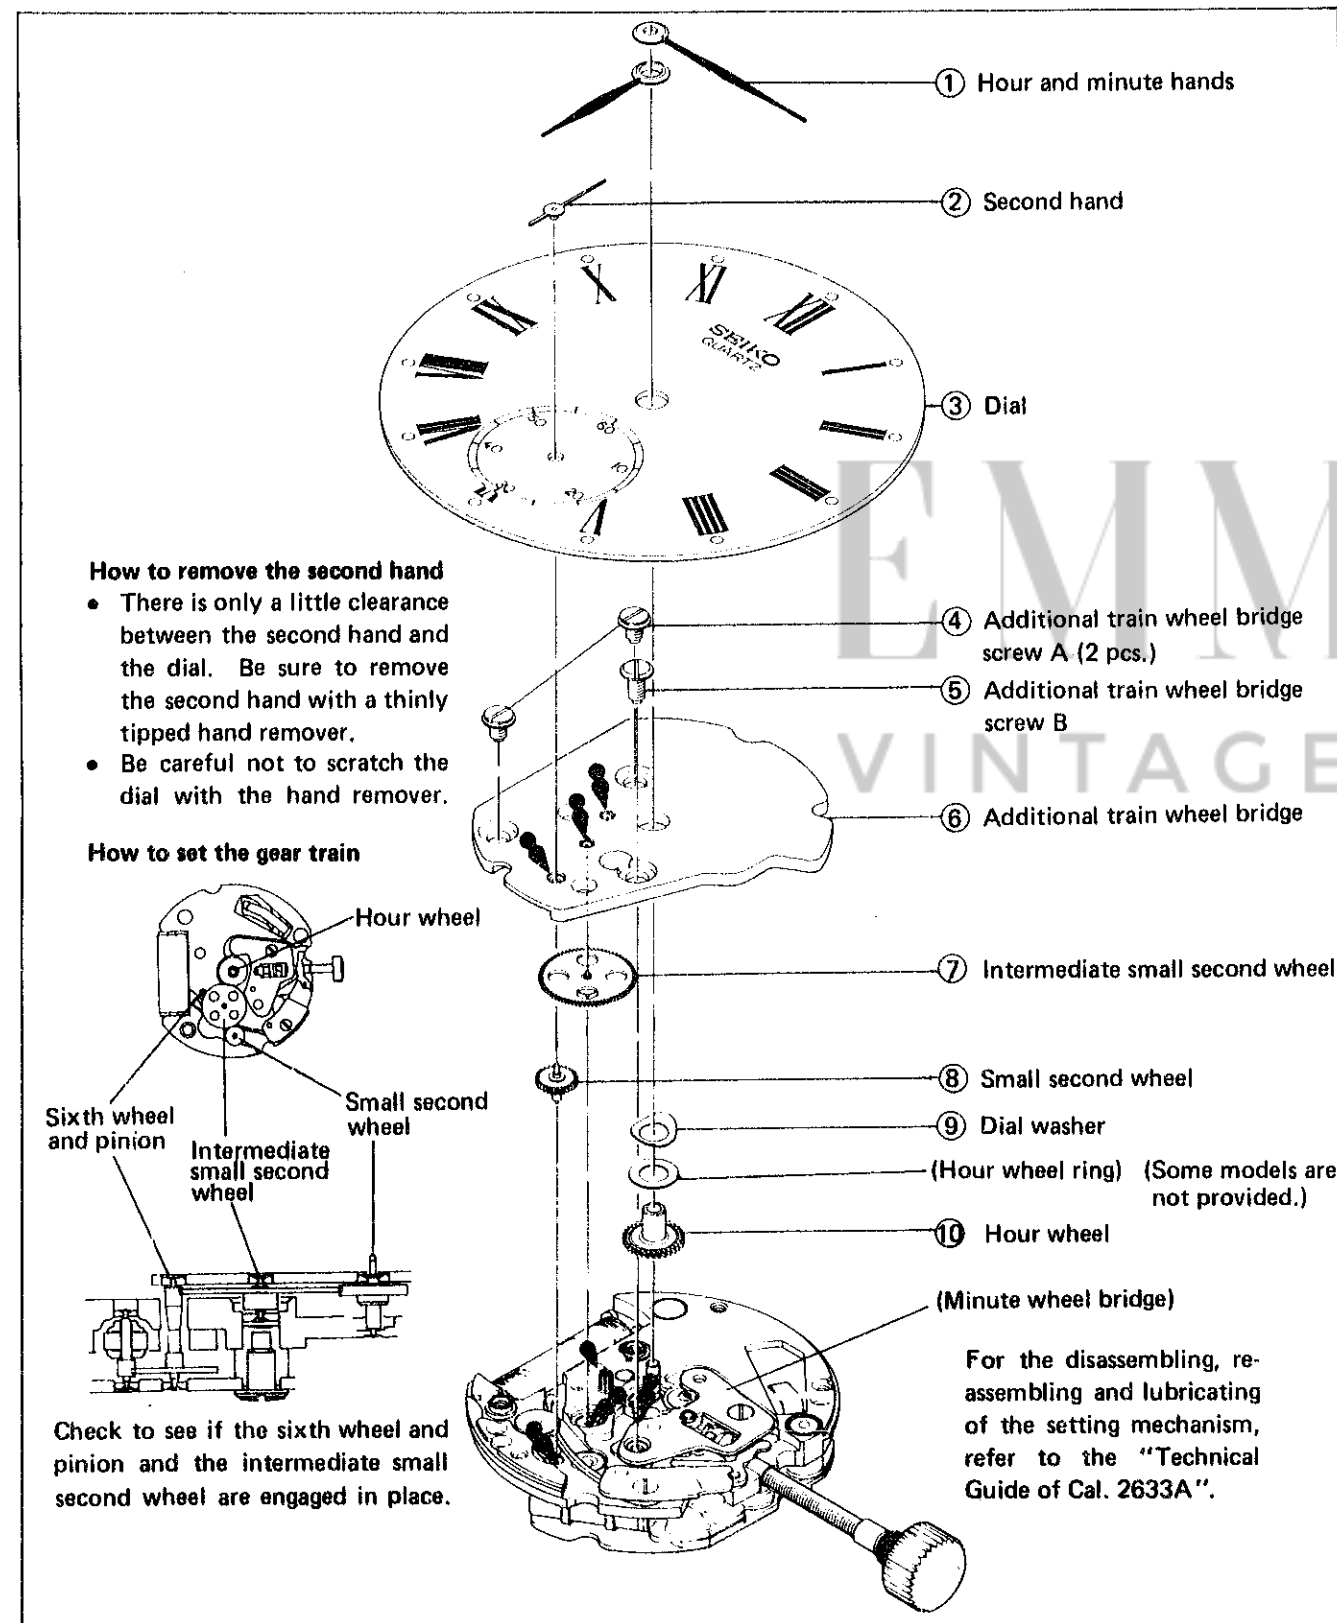 ① Hour and minute hands
② Second hand
SEIKO
QUARTZ
③ Dial
60
10
20
40
50
How to remove the second hand
• There is only a little clearance
between the second hand and
the dial. Be sure to remove
the second hand with a thinly
tipped hand remover.
• Be careful not to scratch the
dial with the hand remover.
④ Additional train wheel bridge
screw A (2 pcs.)
⑤ Additional train wheel bridge
screw B
EMM
VINTAGE
⑥ Additional train wheel bridge
How to set the gear train
Hour wheel
⑦ Intermediate small second wheel
⑧ Small second wheel
Sixth wheel
and pinion
Intermediate
small second
wheel
Small second
wheel
⑨ Dial washer
(Hour wheel ring) (Some models are
not provided.)
⑩ Hour wheel
(Minute wheel bridge)
For the disassembling, re-
assembling and lubricating
of the setting mechanism,
refer to the "Technical
Guide of Cal. 2633A".
Check to see if the sixth wheel and
pinion and the intermediate small
second wheel are engaged in place.